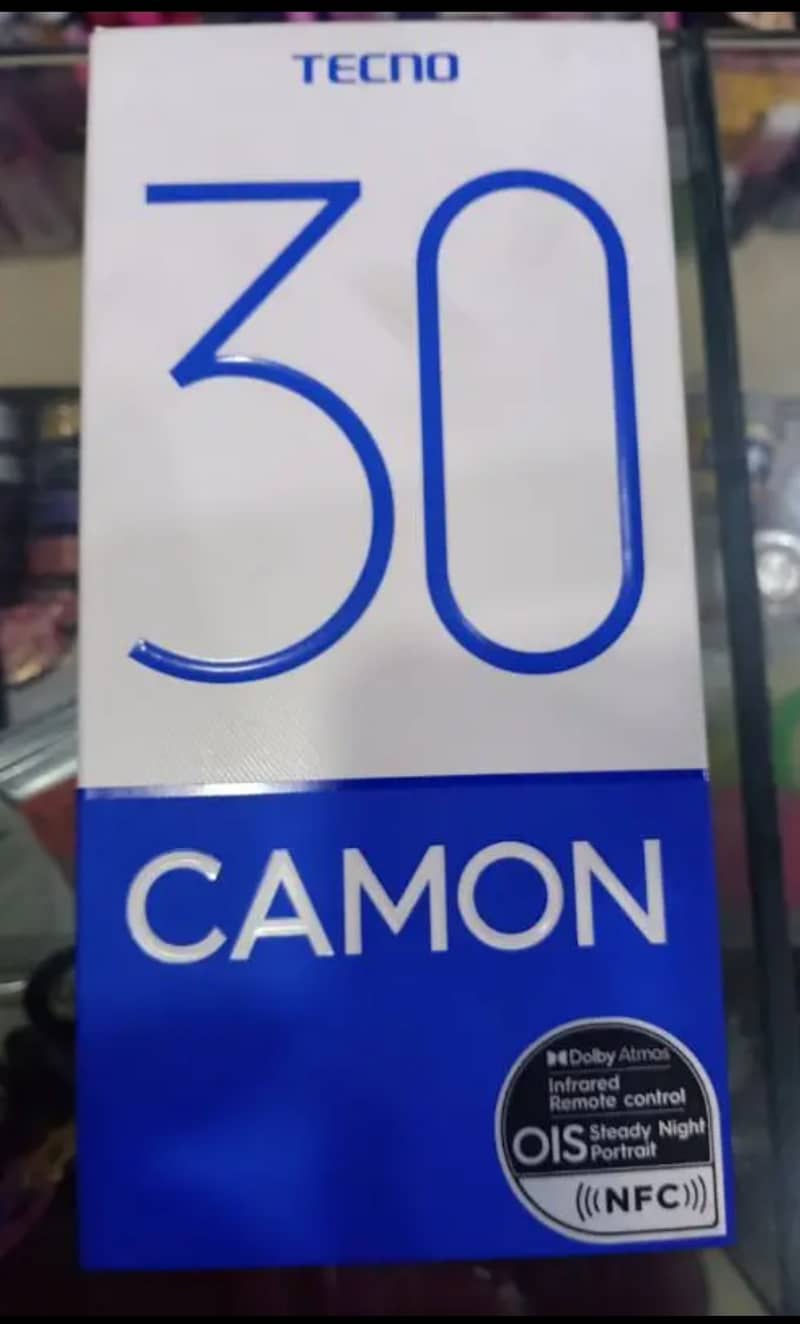 TECNO
30
CAMON
Dolby Atmos
Infrared
Remote control
OIS Steady Night
Portrait
(((NFC)))